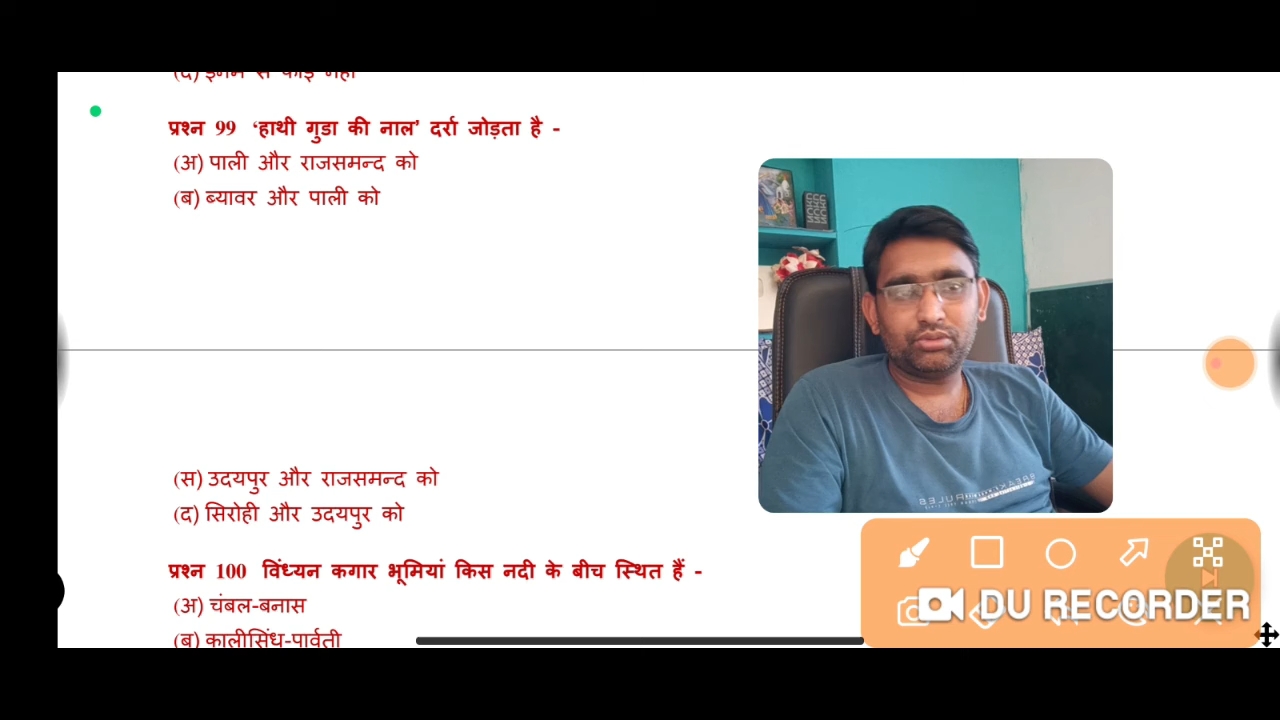 प्रश्न 99 ‘हाथी गुडा की नाल’ दर्रा जोड़ता है -
(अ) पाली और राजसमन्द को
(ब) ब्यावर और पाली को
(स) उदयपुर और राजसमन्द को
(द) सिरोही और उदयपुर को
प्रश्न 100 विंध्यन कगार भूमियां किस नदी के बीच स्थित हैं -
(अ) चंबल-बनास
(ब) कालीसिंध-पार्वती
DU RECORDER